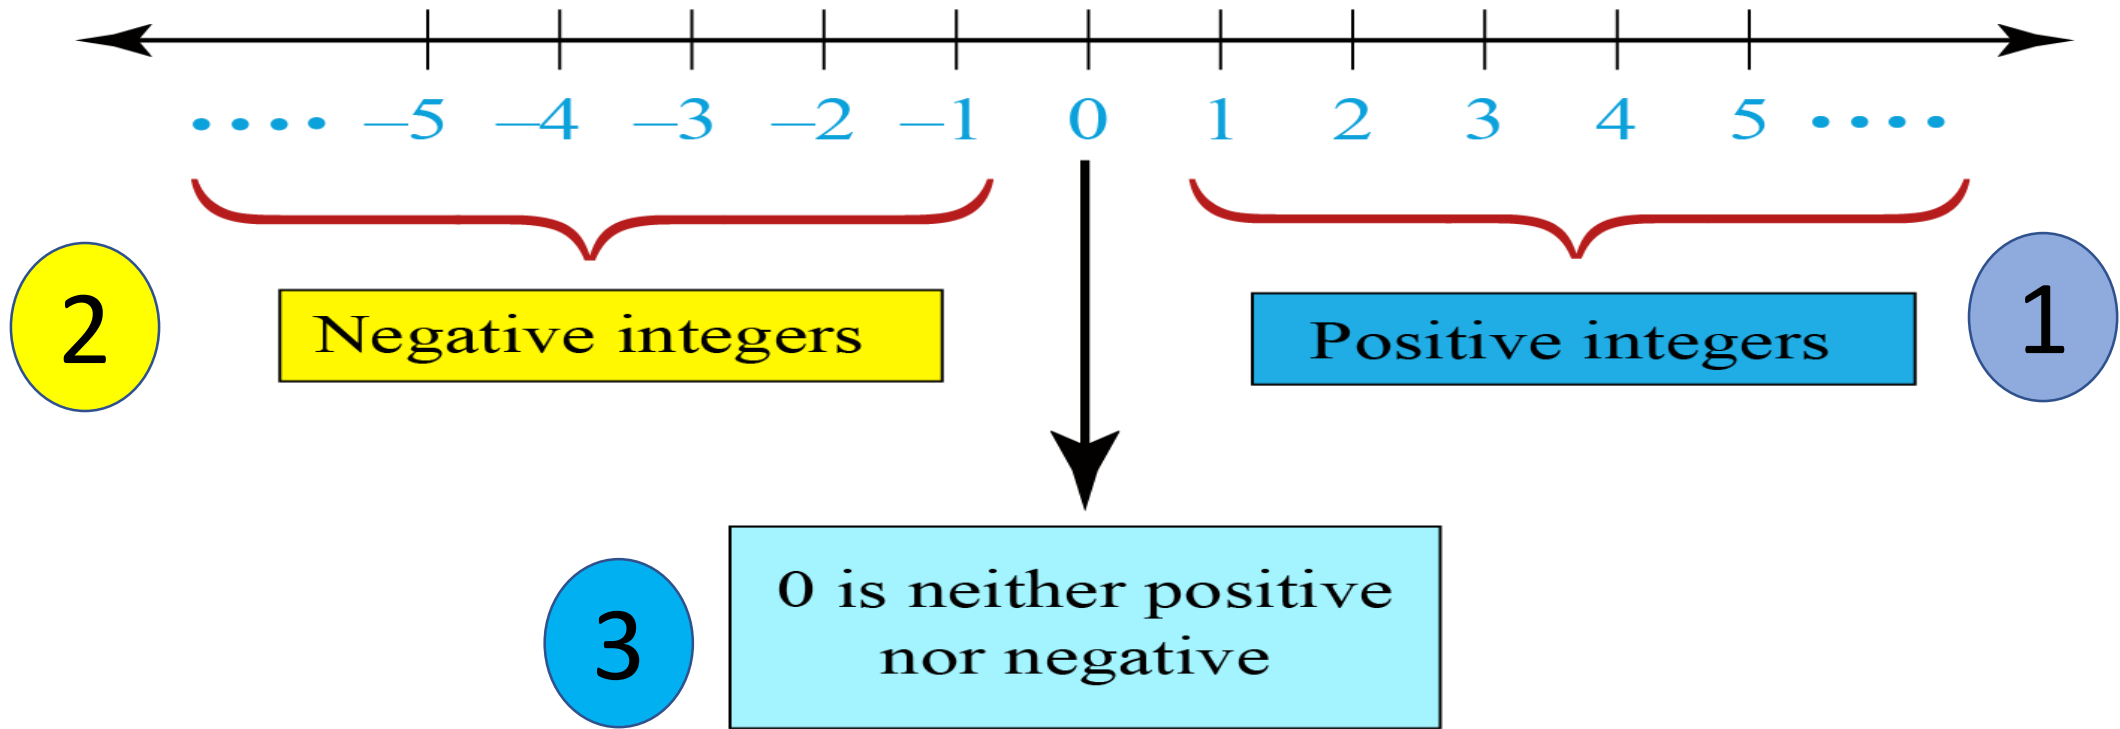 .... –5 –4 –3 –2 –1 0 1 2 3 4 5 ....
2
Negative integers
Positive integers
1
3
0 is neither positive
nor negative